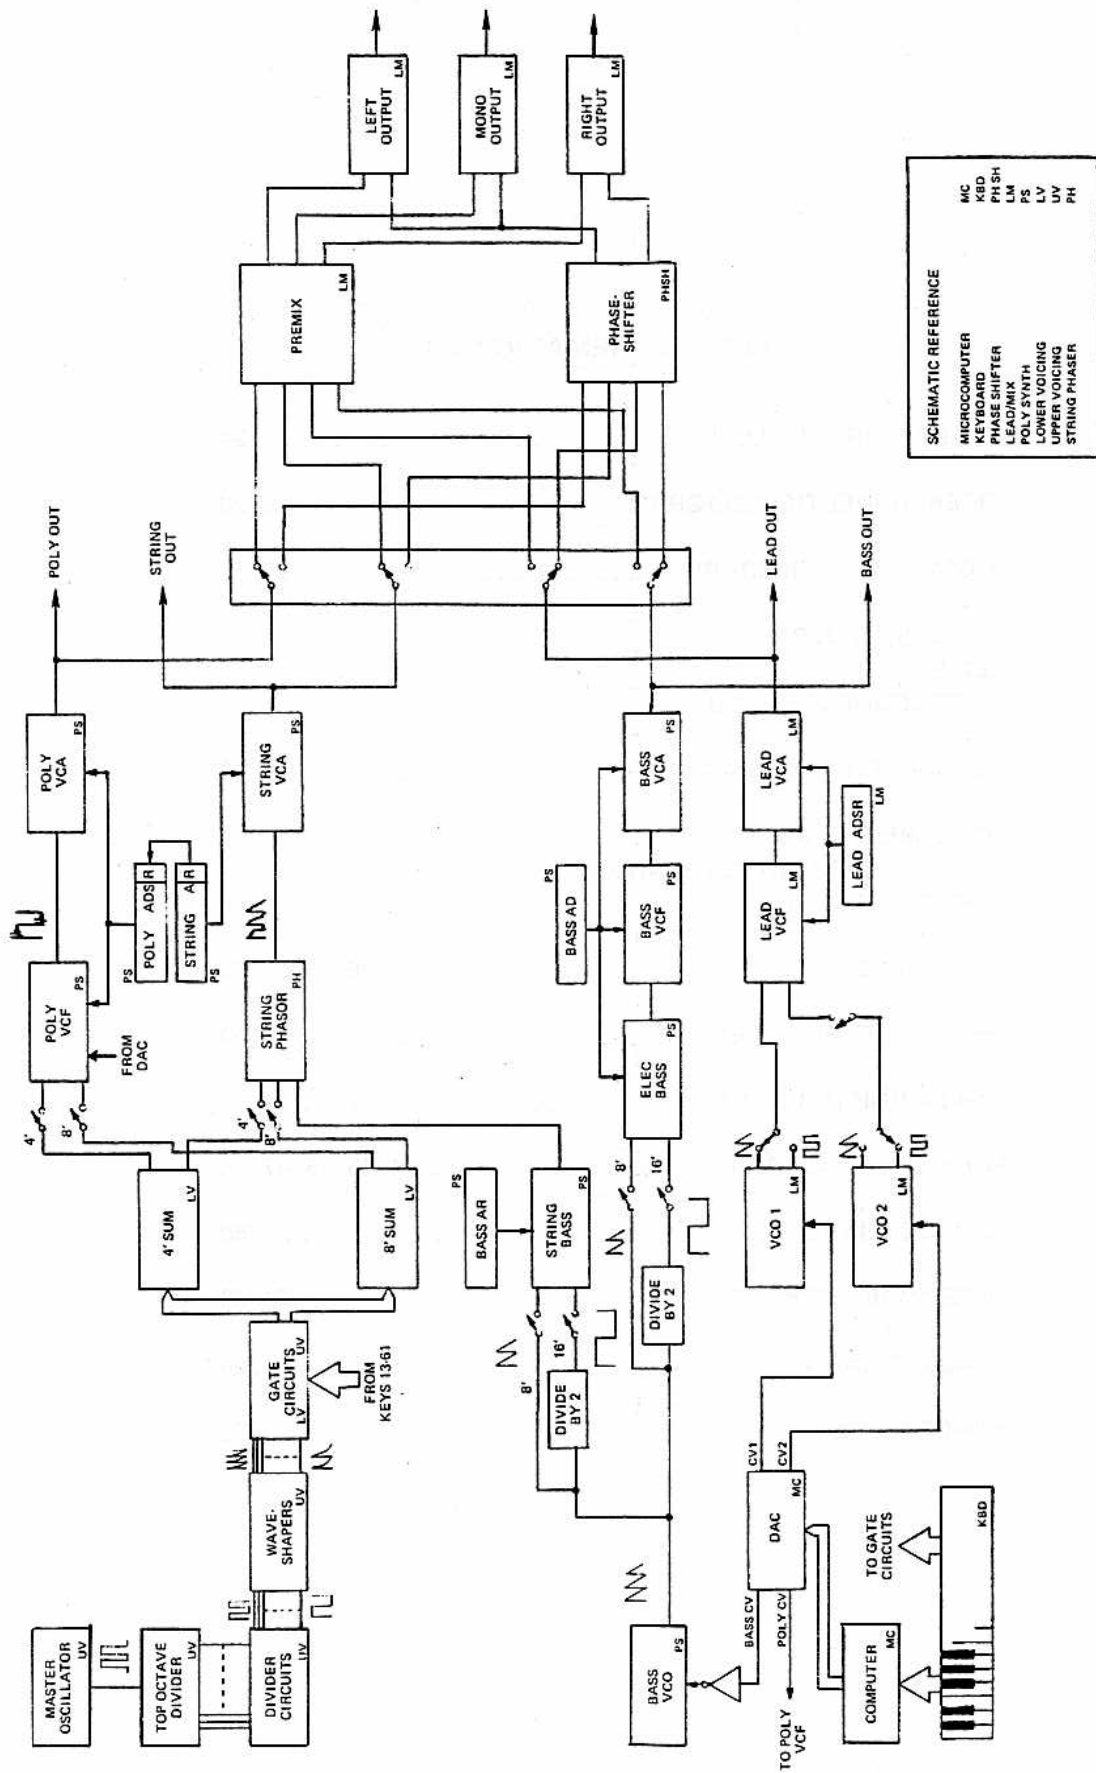 MASTER
OSCILLATOR
UV
TOP OCTAVE
DIVIDER
UV
DIVIDER
CIRCUITS
UV
WAVE-
SHAPERS
UV
GATE
CIRCUITS
LV
UV
FROM
KEYS 13-61
4' SUM
LV
8' SUM
LV
4'
8'
4'
8'
POLY
VCF
PS
FROM
DAC
POLY
VCA
PS
PS
POLY ADSR
STRING AR
PS
STRING
PHASOR
PH
STRING
VCA
PS
POLY OUT
STRING
OUT
BASS AR
PS
STRING
BASS
PS
8'
16'
DIVIDE
BY 2
BASS
VCO
PS
8'
16'
DIVIDE
BY 2
ELEC
BASS
PS
BASS AD
PS
BASS
VCF
PS
BASS
VCA
PS
LEAD
VCF
LM
LEAD
VCA
LM
LEAD ADSR
LM
LEAD OUT
BASS OUT
VCO 1
LM
VCO 2
LM
BASS CV
POLY CV
TO POLY
VCF
DAC
MC
CV1
CV2
COMPUTER
MC
TO GATE
CIRCUITS
KBD
PREMIX
LM
PHASE-
SHIFTER
PHSH
LEFT
OUTPUT
LM
MONO
OUTPUT
LM
RIGHT
OUTPUT
LM
SCHEMATIC REFERENCE
MICROCOMPUTER MC
KEYBOARD KBD
PHASE SHIFTER PH SH
LEAD/MIX LM
POLY SYNTH PS
LOWER VOICING LV
UPPER VOICING UV
STRING PHASER PH